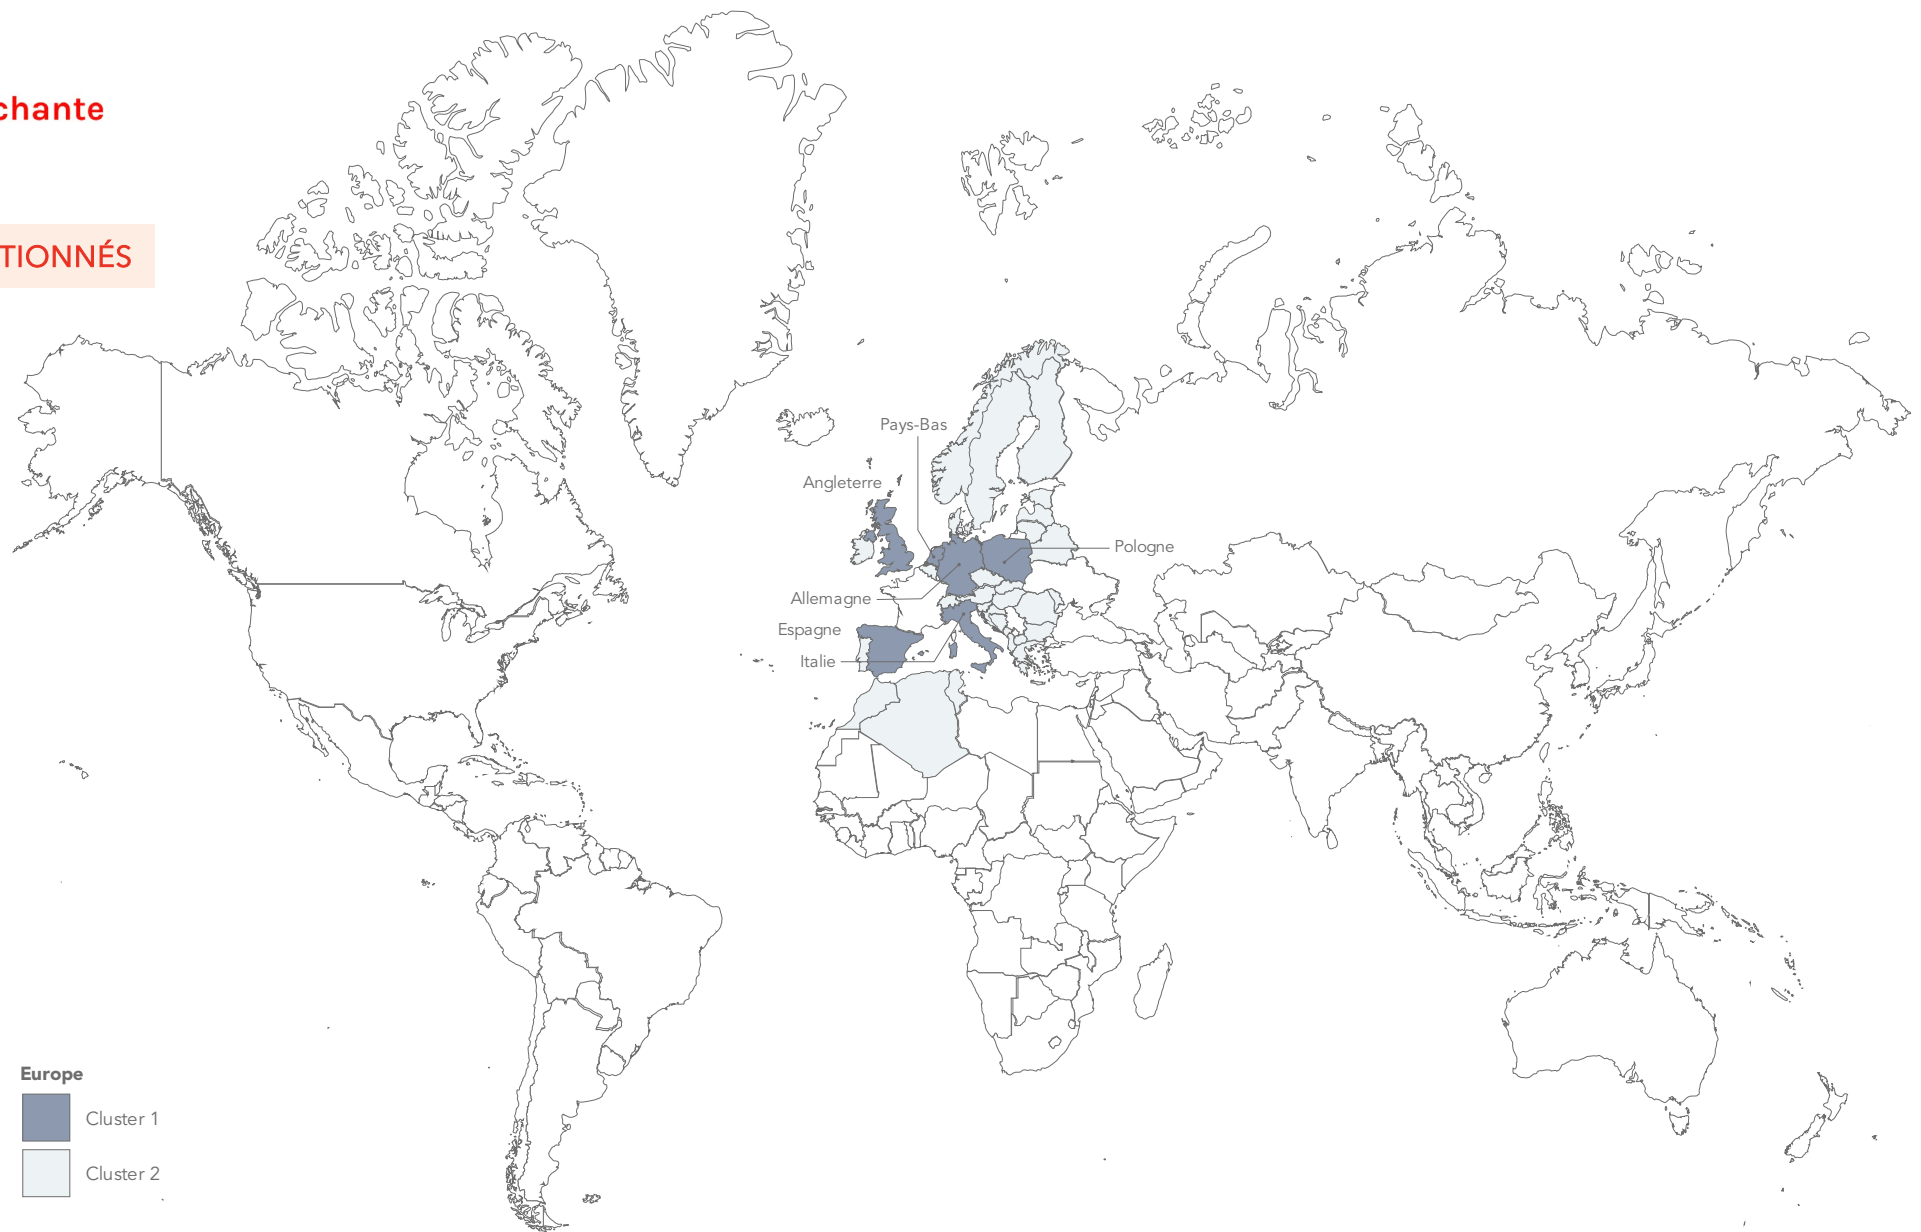 chante
TIONNÉS
Pays-Bas
Angleterre
Pologne
Allemagne
Espagne
Italie
Europe
Cluster 1
Cluster 2